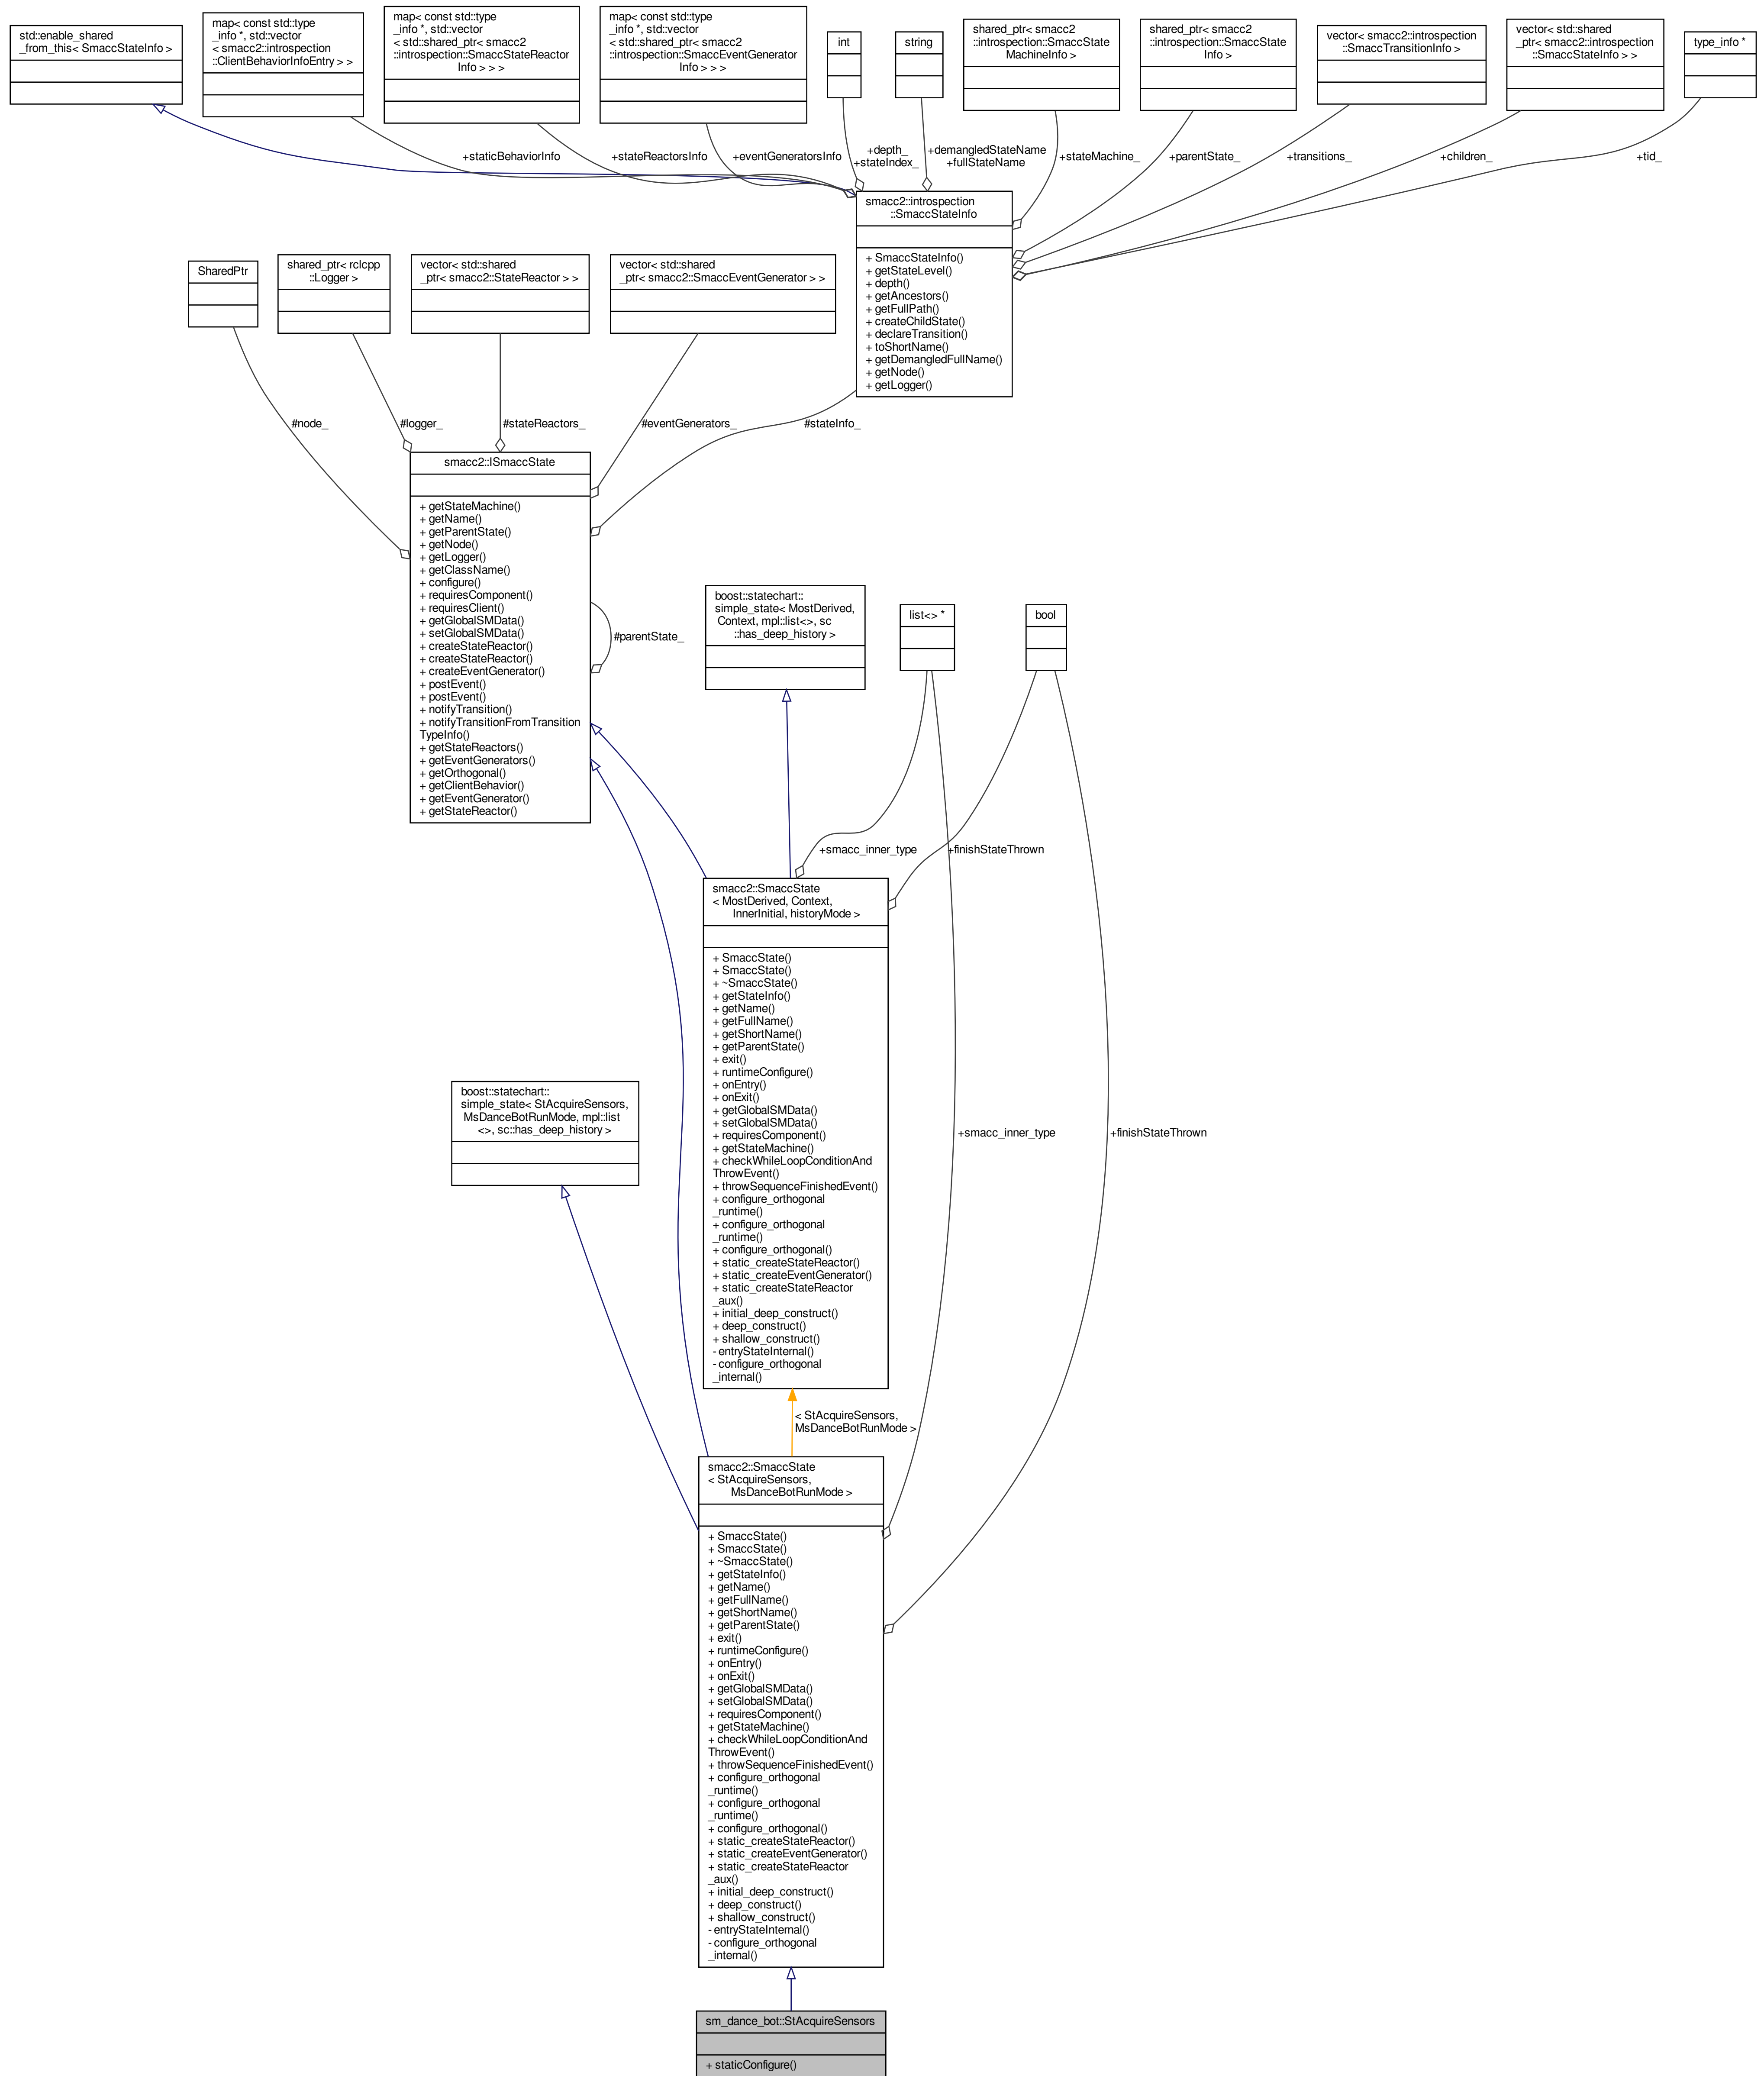 std::enable_shared
_from_this< SmaccStateInfo >
map< const std::type
_info *, std::vector
< smacc2::introspection
::ClientBehaviorInfoEntry > >
map< const std::type
_info *, std::vector
< std::shared_ptr< smacc2
::introspection::SmaccStateReactor
Info > > >
map< const std::type
_info *, std::vector
< std::shared_ptr< smacc2
::introspection::SmaccEventGenerator
Info > > >
int
string
shared_ptr< smacc2
::introspection::SmaccState
MachineInfo >
shared_ptr< smacc2
::introspection::SmaccState
Info >
vector< smacc2::introspection
::SmaccTransitionInfo >
vector< std::shared
_ptr< smacc2::introspection
::SmaccStateInfo > >
type_info *
+staticBehaviorInfo
+stateReactorsInfo
+eventGeneratorsInfo
+depth_
+stateIndex_
+demangledStateName
+fullStateName
+stateMachine_
+parentState_
+transitions_
+children_
+tid_
smacc2::introspection
::SmaccStateInfo
+ SmaccStateInfo()
+ getStateLevel()
+ depth()
+ getAncestors()
+ getFullPath()
+ createChildState()
+ declareTransition()
+ toShortName()
+ getDemangledFullName()
+ getNode()
+ getLogger()
SharedPtr
shared_ptr< rclcpp
::Logger >
vector< std::shared
_ptr< smacc2::StateReactor > >
vector< std::shared
_ptr< smacc2::SmaccEventGenerator > >
#node_
#logger_
#stateReactors_
#eventGenerators_
#stateInfo_
smacc2::ISmaccState
+ getStateMachine()
+ getName()
+ getParentState()
+ getNode()
+ getLogger()
+ getClassName()
+ configure()
+ requiresComponent()
+ requiresClient()
+ getGlobalSMData()
+ setGlobalSMData()
+ createStateReactor()
+ createStateReactor()
+ createEventGenerator()
+ postEvent()
+ postEvent()
+ notifyTransition()
+ notifyTransitionFromTransition
TypeInfo()
+ getStateReactors()
+ getEventGenerators()
+ getOrthogonal()
+ getClientBehavior()
+ getEventGenerator()
+ getStateReactor()
#parentState_
boost::statechart::
simple_state< MostDerived,
Context, mpl::list<>, sc
::has_deep_history >
list<> *
bool
+smacc_inner_type
+finishStateThrown
smacc2::SmaccState
< MostDerived, Context,
InnerInitial, historyMode >
+ SmaccState()
+ SmaccState()
+ ~SmaccState()
+ getStateInfo()
+ getName()
+ getFullName()
+ getShortName()
+ getParentState()
+ exit()
+ runtimeConfigure()
+ onEntry()
+ onExit()
+ getGlobalSMData()
+ setGlobalSMData()
+ requiresComponent()
+ getStateMachine()
+ checkWhileLoopConditionAnd
ThrowEvent()
+ throwSequenceFinishedEvent()
+ configure_orthogonal
_runtime()
+ configure_orthogonal
_runtime()
+ configure_orthogonal()
+ static_createStateReactor()
+ static_createEventGenerator()
+ static_createStateReactor
_aux()
+ initial_deep_construct()
+ deep_construct()
+ shallow_construct()
- entryStateInternal()
- configure_orthogonal
_internal()
boost::statechart::
simple_state< StAcquireSensors,
MsDanceBotRunMode, mpl::list
<>, sc::has_deep_history >
+smacc_inner_type
+finishStateThrown
< StAcquireSensors,
MsDanceBotRunMode >
smacc2::SmaccState
< StAcquireSensors,
MsDanceBotRunMode >
+ SmaccState()
+ SmaccState()
+ ~SmaccState()
+ getStateInfo()
+ getName()
+ getFullName()
+ getShortName()
+ getParentState()
+ exit()
+ runtimeConfigure()
+ onEntry()
+ onExit()
+ getGlobalSMData()
+ setGlobalSMData()
+ requiresComponent()
+ getStateMachine()
+ checkWhileLoopConditionAnd
ThrowEvent()
+ throwSequenceFinishedEvent()
+ configure_orthogonal
_runtime()
+ configure_orthogonal
_runtime()
+ configure_orthogonal()
+ static_createStateReactor()
+ static_createEventGenerator()
+ static_createStateReactor
_aux()
+ initial_deep_construct()
+ deep_construct()
+ shallow_construct()
- entryStateInternal()
- configure_orthogonal
_internal()
sm_dance_bot::StAcquireSensors
+ staticConfigure()